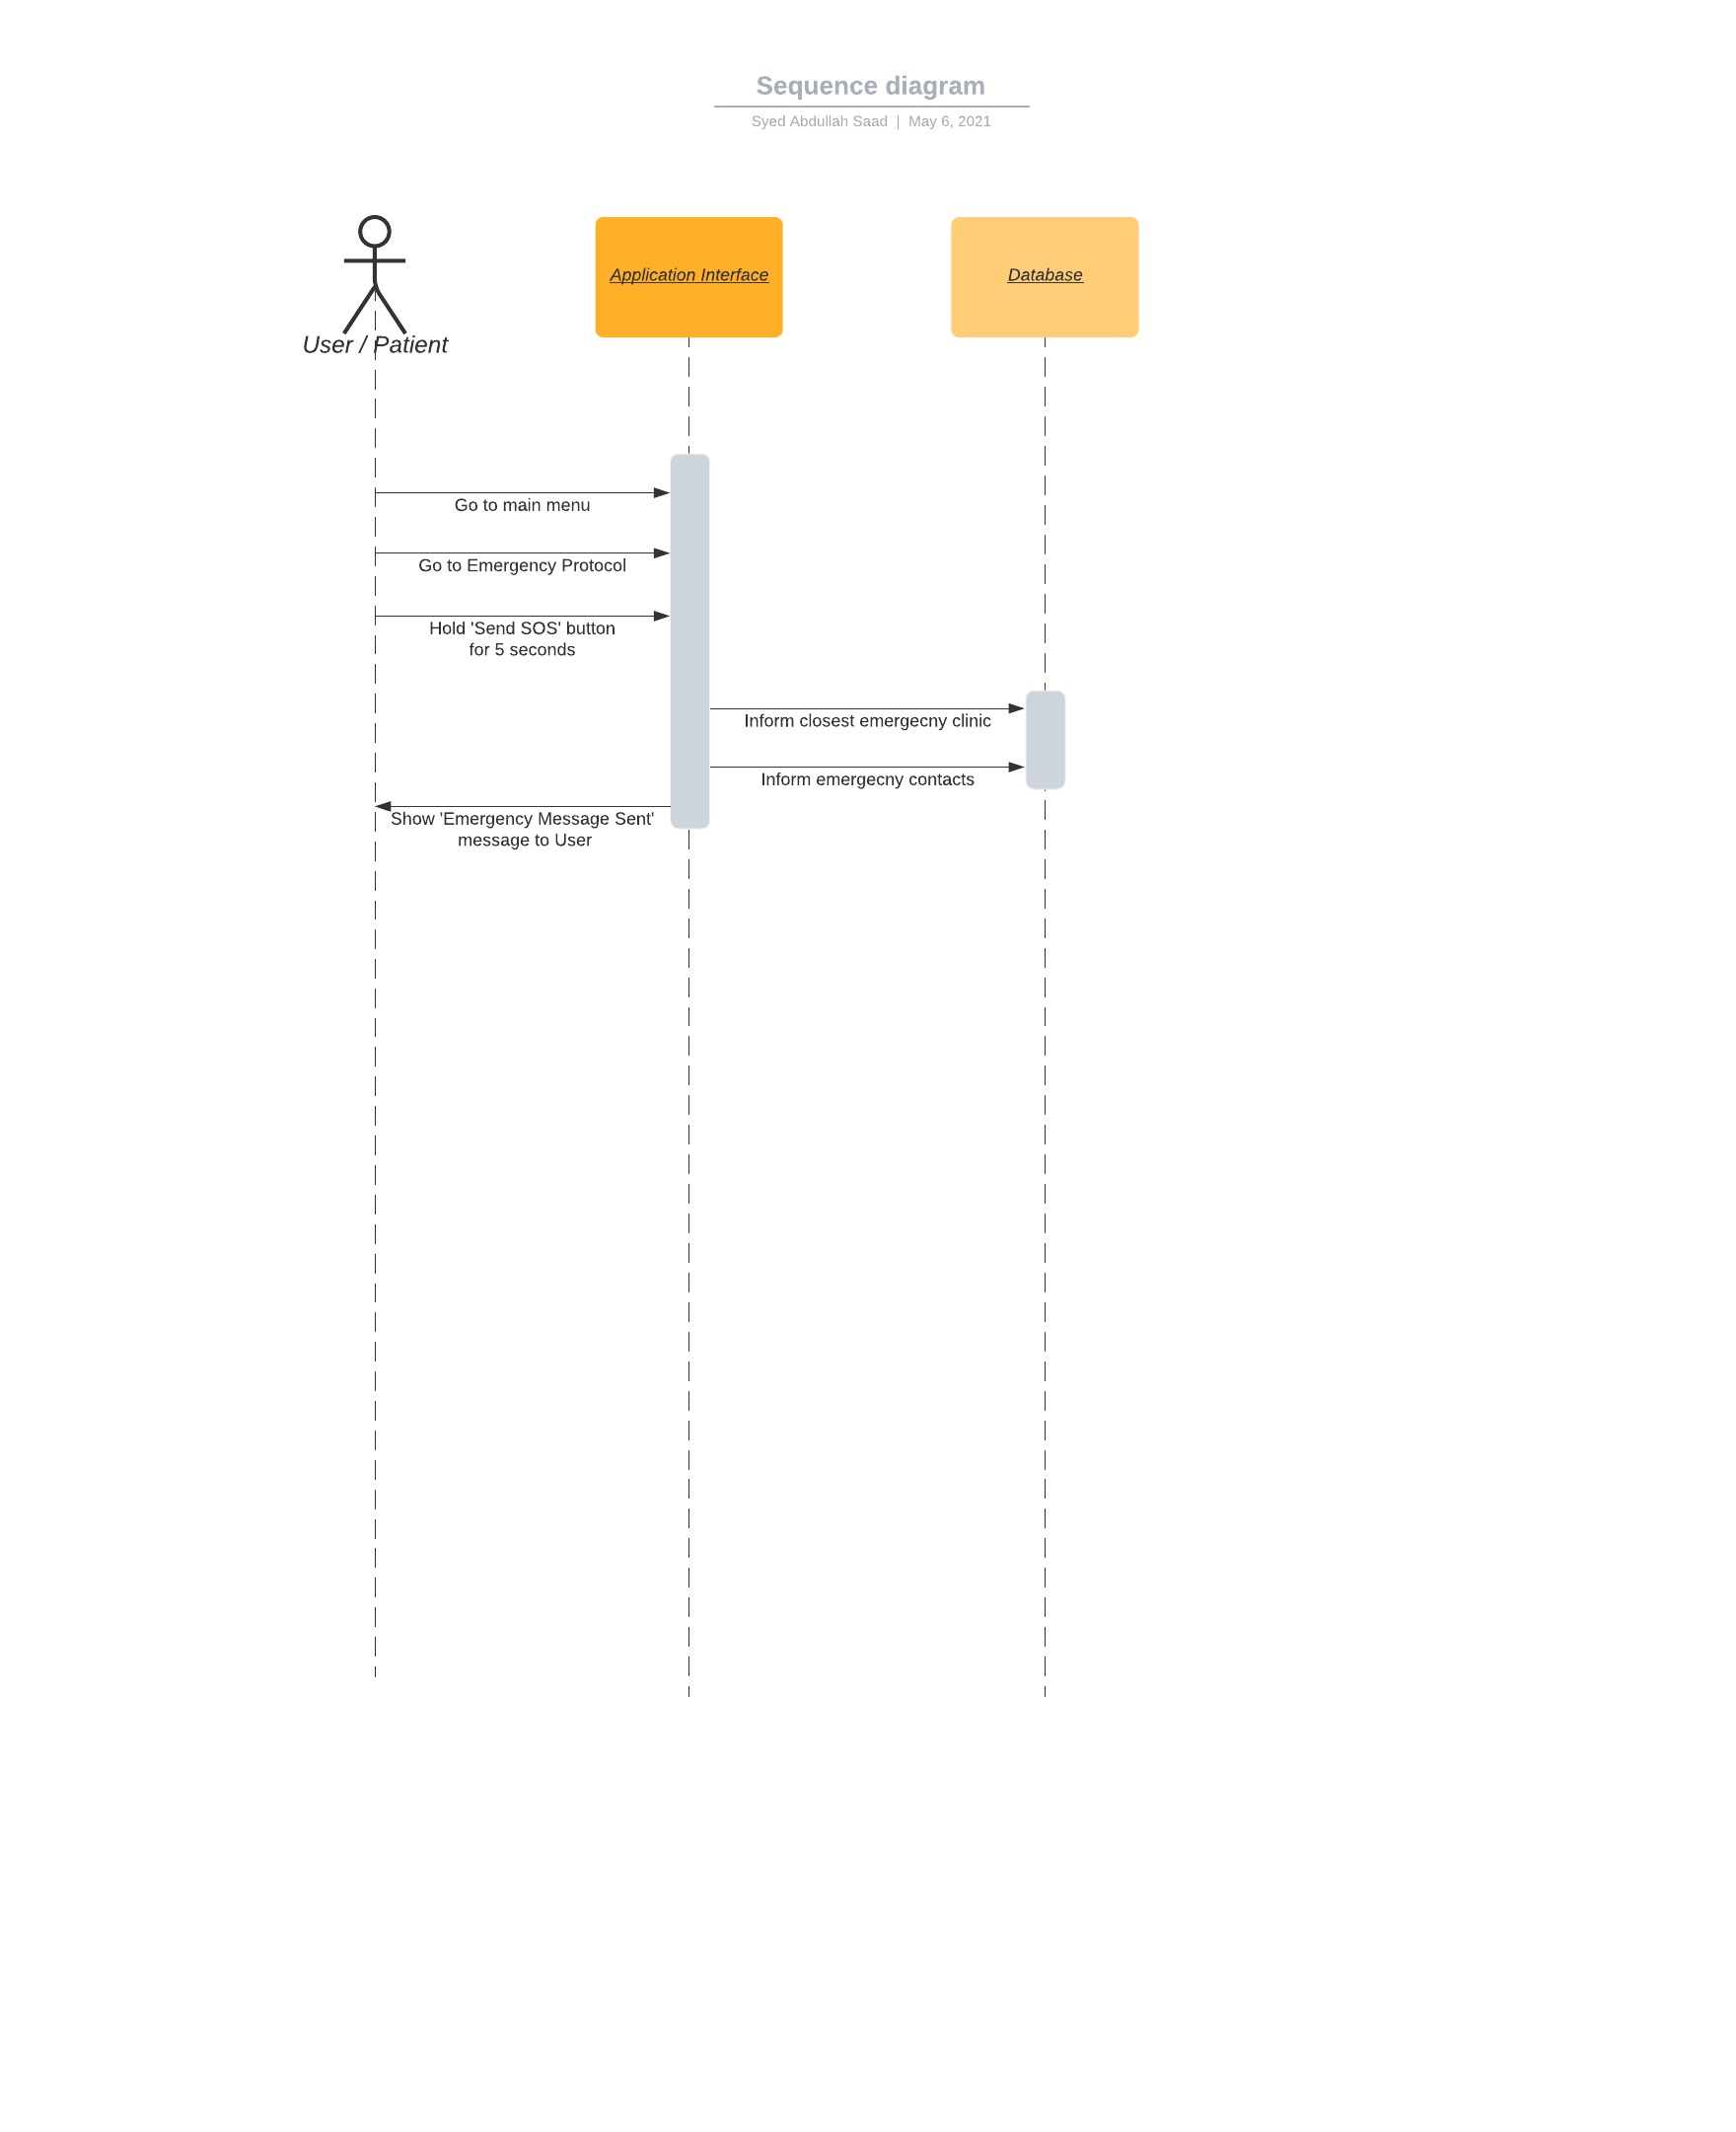 Sequence diagram
Syed Abdullah Saad | May 6, 2021
User / Patient
Application Interface
Database
Go to main menu
Go to Emergency Protocol
Hold 'Send SOS' button
for 5 seconds
Inform closest emergecny clinic
Inform emergecny contacts
Show 'Emergency Message Sent'
message to User